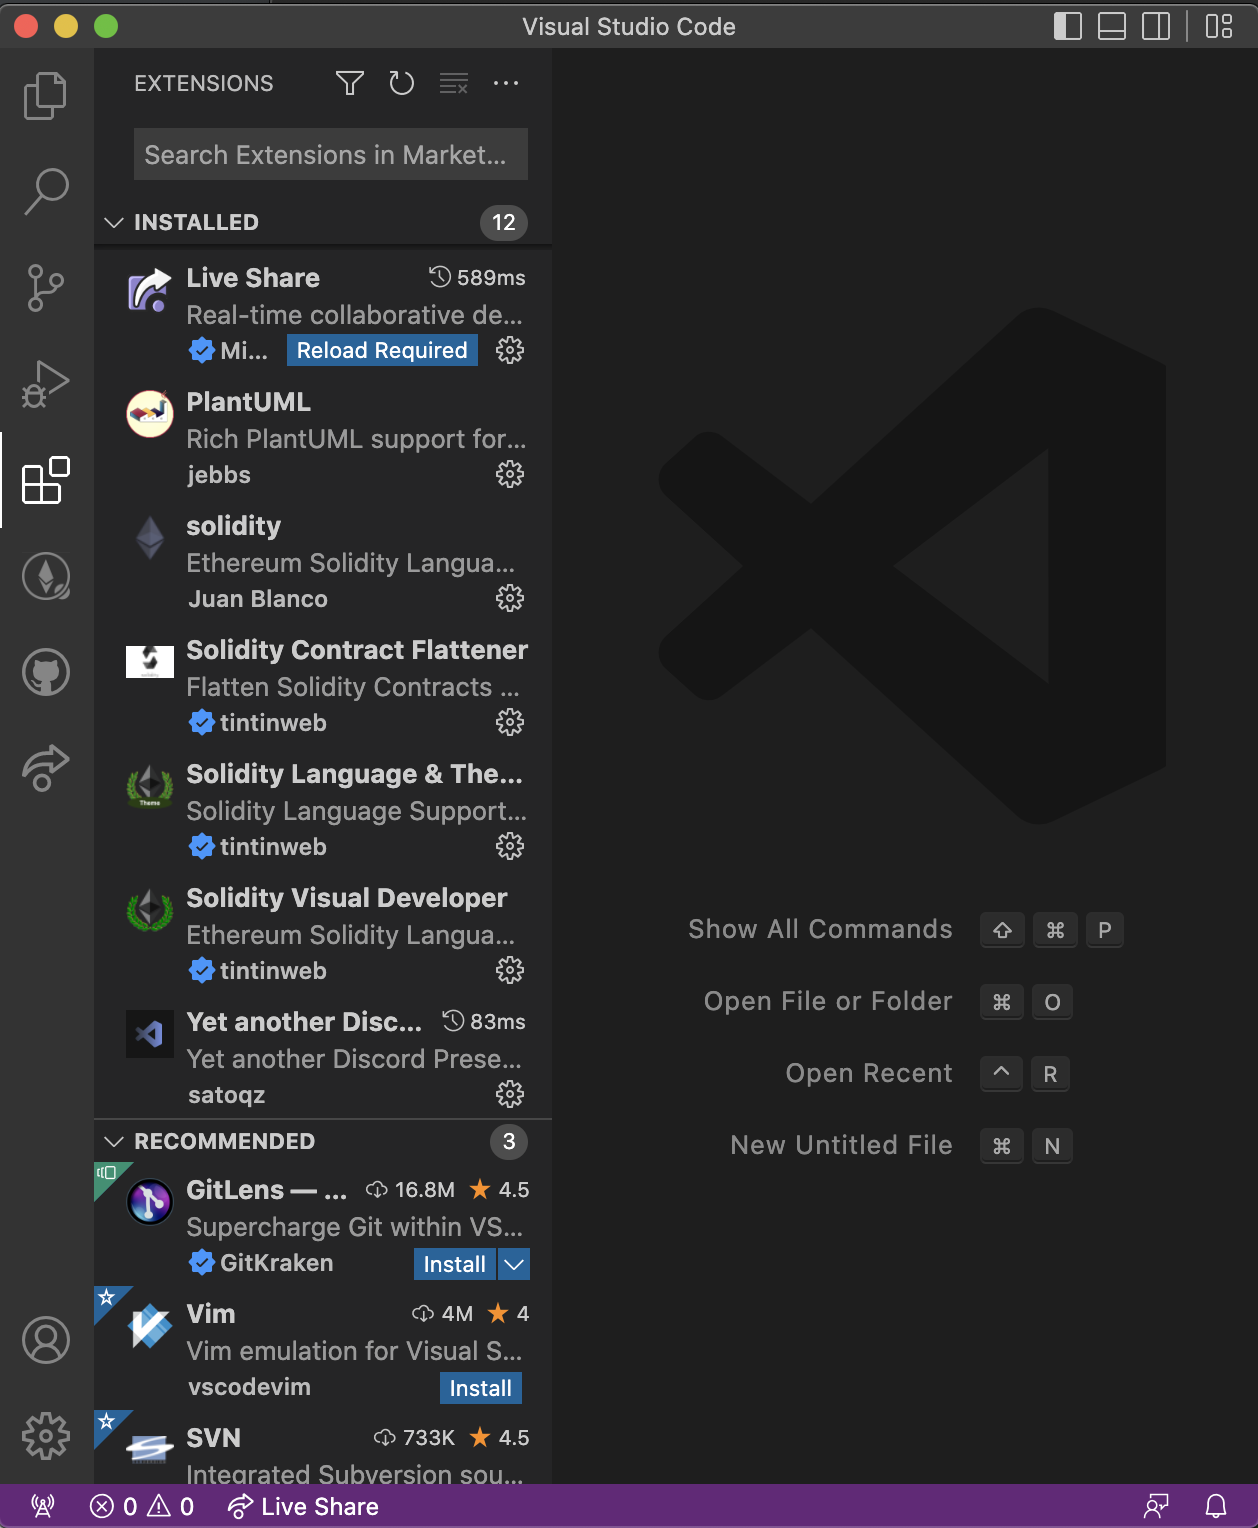 Visual Studio Code
EXTENSIONS
Search Extensions in Market...
INSTALLED 12
Live Share 589ms
Real-time collaborative de...
Mi... Reload Required
PlantUML
Rich PlantUML support for...
jebbs
solidity
Ethereum Solidity Langua...
Juan Blanco
Solidity Contract Flattener
Flatten Solidity Contracts ...
tintinweb
Solidity Language & The...
Solidity Language Support...
tintinweb
Solidity Visual Developer
Ethereum Solidity Langua...
tintinweb
Yet another Disc... 83ms
Yet another Discord Prese...
satoqz
RECOMMENDED 3
GitLens — ... 16.8M ★ 4.5
Supercharge Git within VS...
GitKraken Install
Vim 4M ★ 4
Vim emulation for Visual S...
vscodevim Install
SVN 733K ★ 4.5
Integrated Subversion sou...
Show All Commands ⇧ ⌘ P
Open File or Folder ⌘ O
Open Recent ^ R
New Untitled File ⌘ N
0 0 Live Share